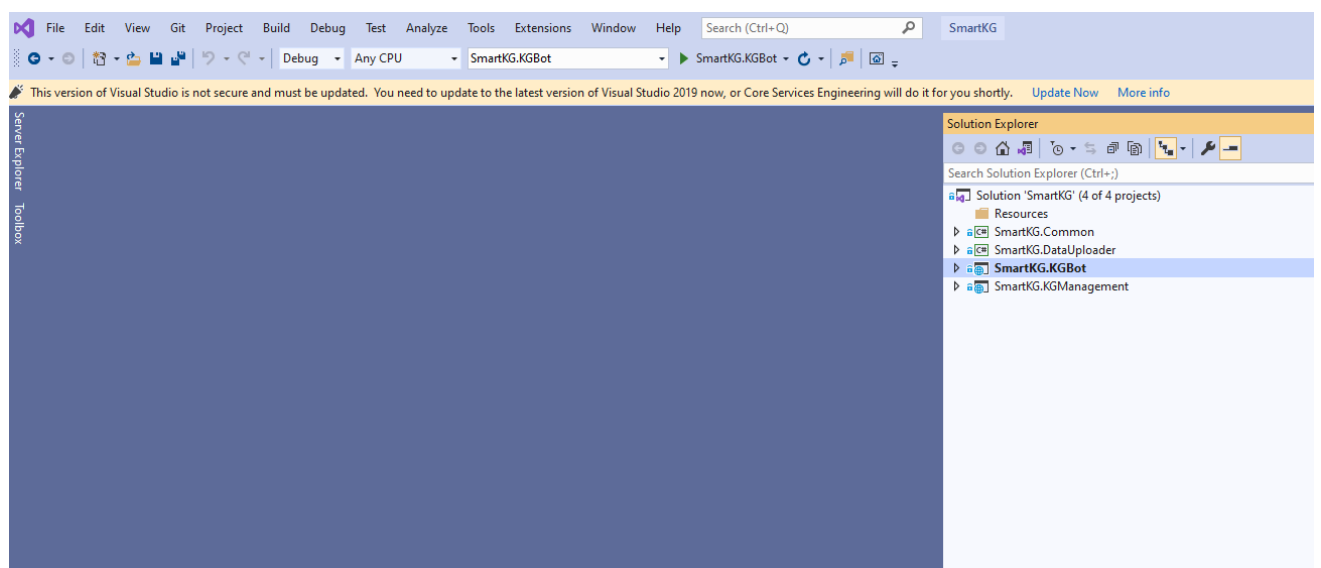 File Edit View Git Project Build Debug Test Analyze Tools Extensions Window Help Search (Ctrl+Q) SmartKG
Debug Any CPU SmartKG.KGBot SmartKG.KGBot
This version of Visual Studio is not secure and must be updated. You need to update to the latest version of Visual Studio 2019 now, or Core Services Engineering will do it for you shortly. Update Now More info
Server Explorer
Toolbox
Solution Explorer
Search Solution Explorer (Ctrl+;)
Solution 'SmartKG' (4 of 4 projects)
Resources
C# SmartKG.Common
C# SmartKG.DataUploader
SmartKG.KGBot
SmartKG.KGManagement